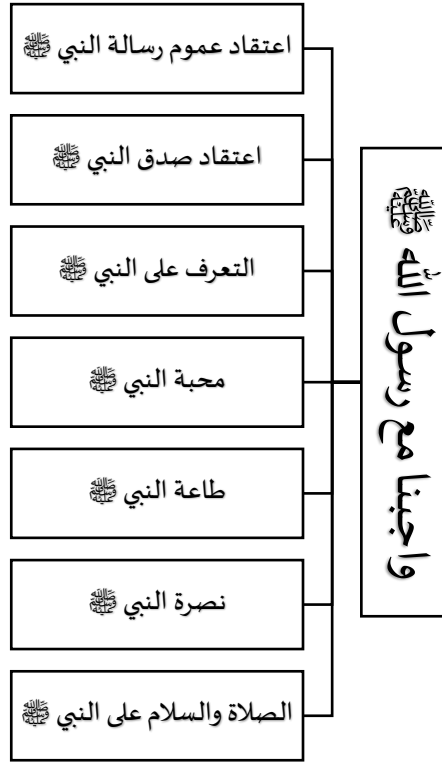 واجبنا مع رسول الله ﷺ
اعتقاد عموم رسالة النبي ﷺ
اعتقاد صدق النبي ﷺ
التعرف على النبي ﷺ
محبة النبي ﷺ
طاعة النبي ﷺ
نصرة النبي ﷺ
الصلاة والسلام على النبي ﷺ